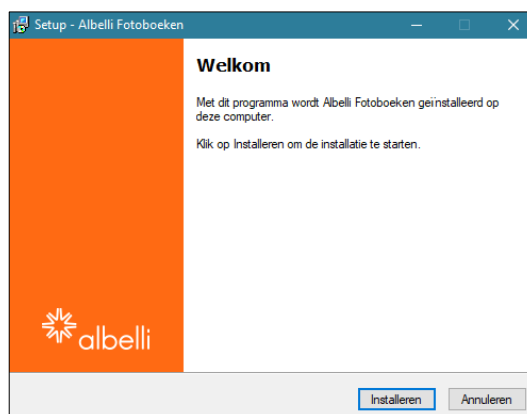 Setup - Albelli Fotoboeken
Welkom
Met dit programma wordt Albelli Fotoboeken geïnstalleerd op
deze computer.
Klik op Installeren om de installatie te starten.
albelli
Installeren Annuleren